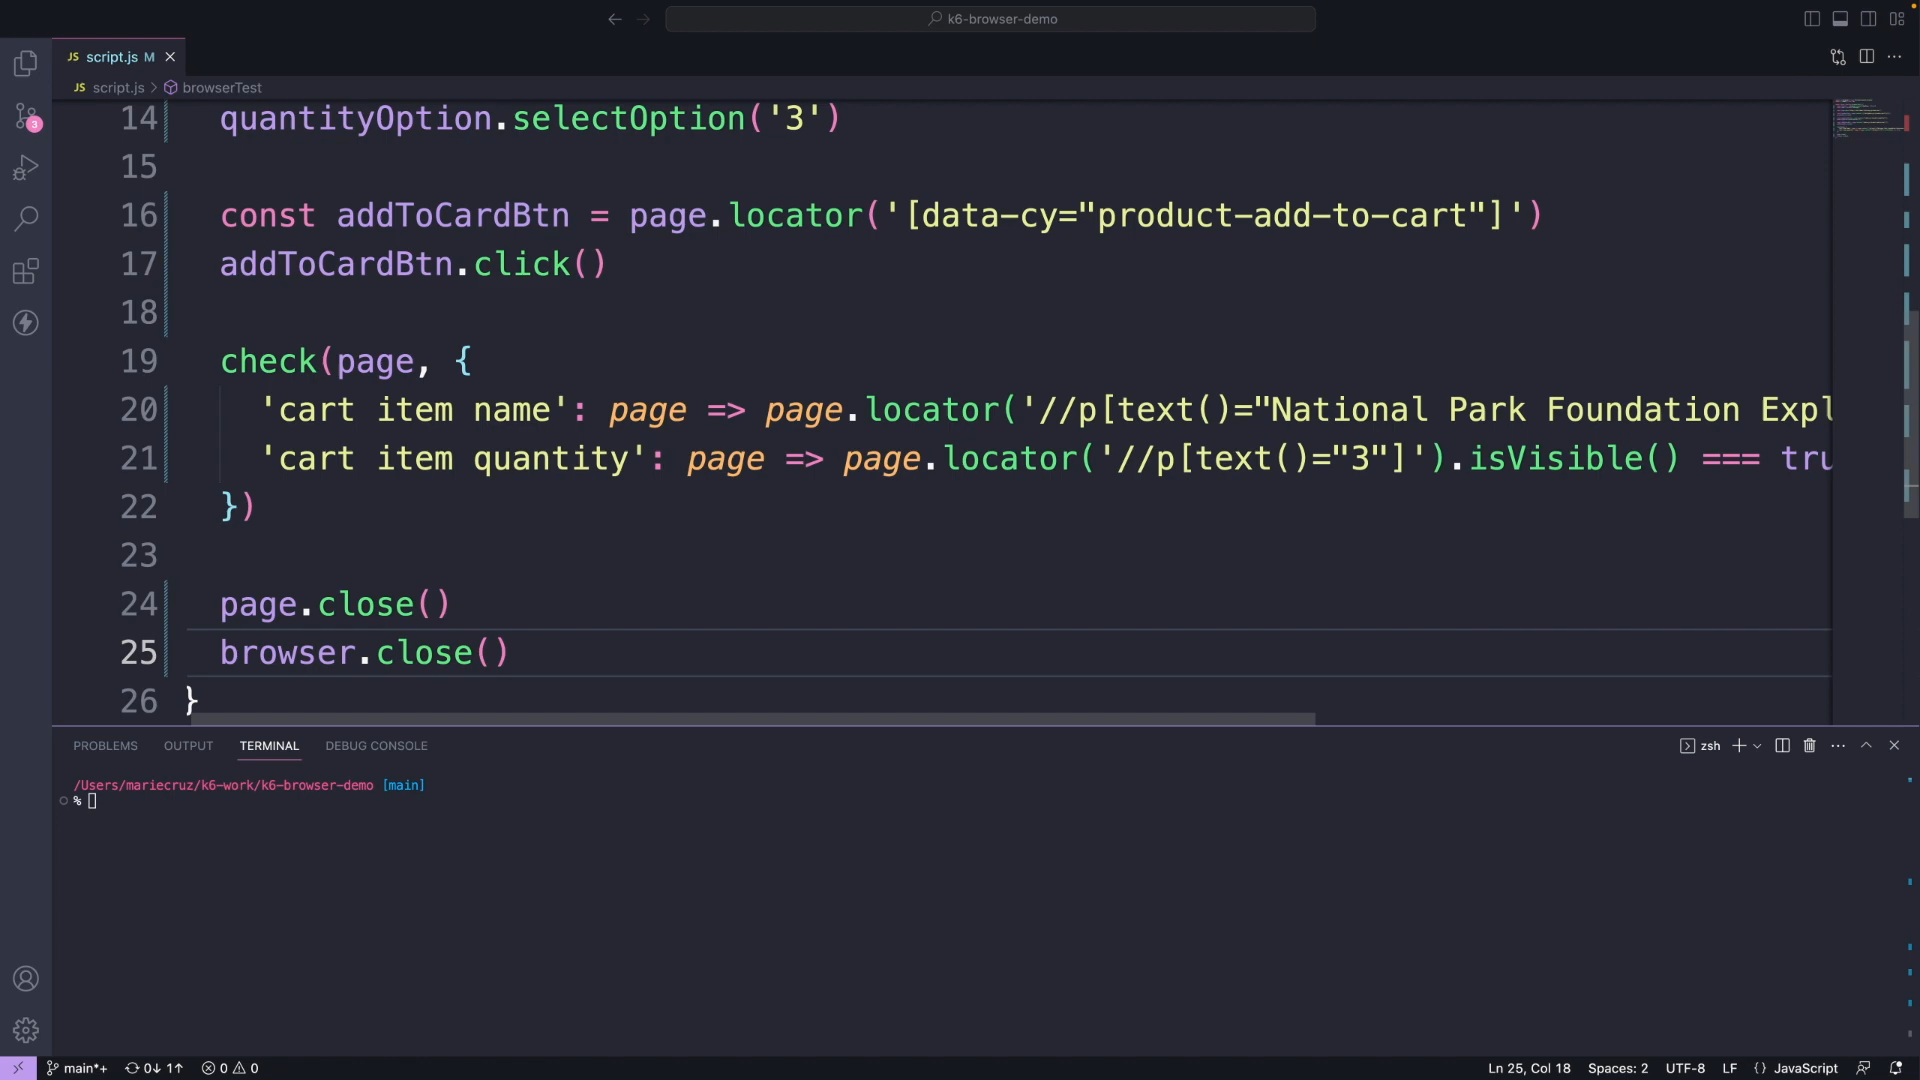 k6-browser-demo
JS script.js M
JS script.js > browserTest
14 quantityOption.selectOption('3')
15
16 const addToCardBtn = page.locator('[data-cy="product-add-to-cart"]')
17 addToCardBtn.click()
18
19 check(page, {
20 'cart item name': page => page.locator('//p[text()="National Park Foundation Expl
21 'cart item quantity': page => page.locator('//p[text()="3"]').isVisible() === tru
22 })
23
24 page.close()
25 browser.close()
26 }
3
PROBLEMS OUTPUT TERMINAL DEBUG CONSOLE zsh
/Users/mariecruz/k6-work/k6-browser-demo [main]
%
main*+ 0↓ 1↑ 0 0 Ln 25, Col 18 Spaces: 2 UTF-8 LF {} JavaScript